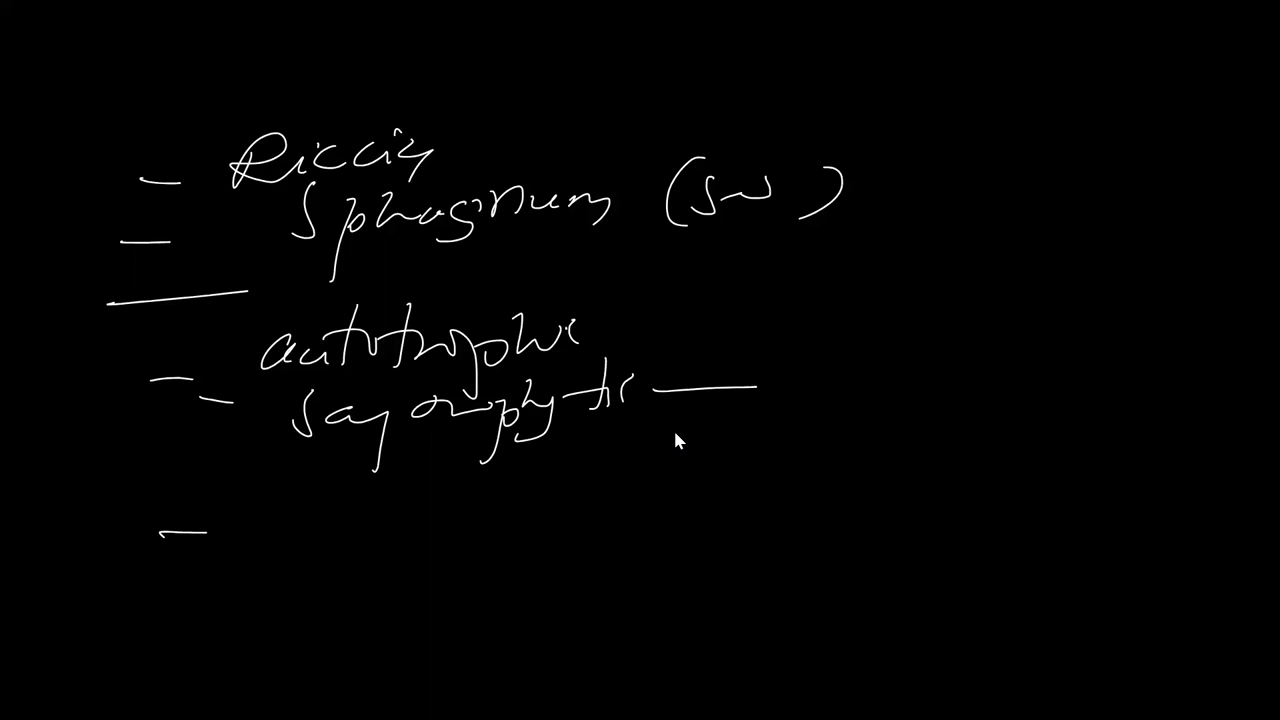 - Riccia
- Sphagnum (sw)
- autotrophic
- saprophytic -
-